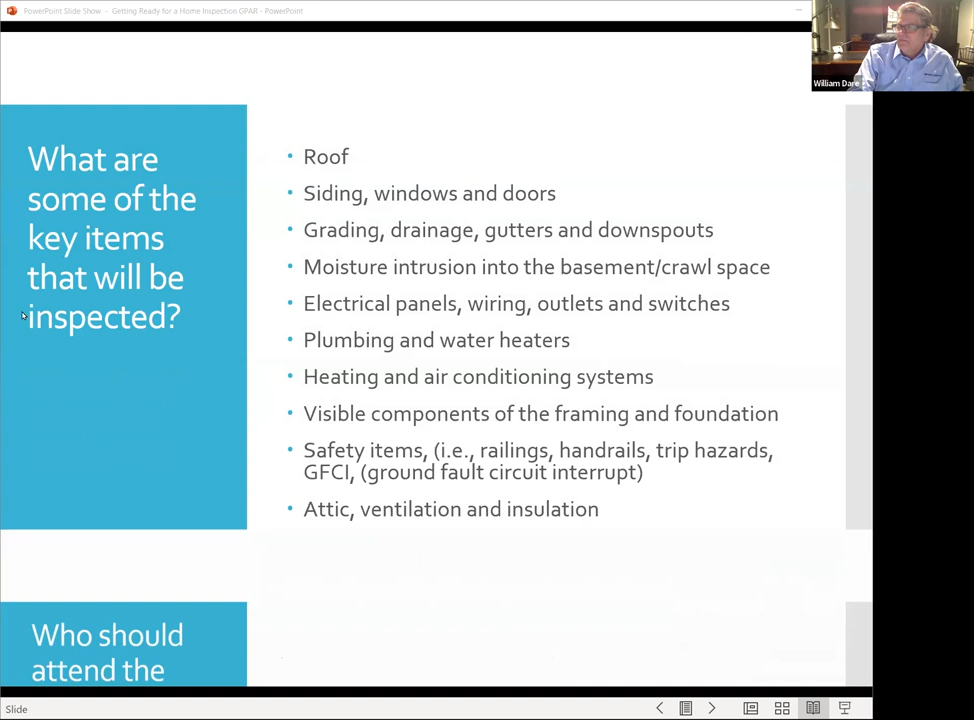 PowerPoint Slide Show - Getting Ready for a Home Inspection GPAR - PowerPoint
William Dare
What are
some of the
key items
that will be
inspected?
• Roof
• Siding, windows and doors
• Grading, drainage, gutters and downspouts
• Moisture intrusion into the basement/crawl space
• Electrical panels, wiring, outlets and switches
• Plumbing and water heaters
• Heating and air conditioning systems
• Visible components of the framing and foundation
• Safety items, (i.e., railings, handrails, trip hazards,
GFCI, (ground fault circuit interrupt)
• Attic, ventilation and insulation
Who should
attend the
Slide